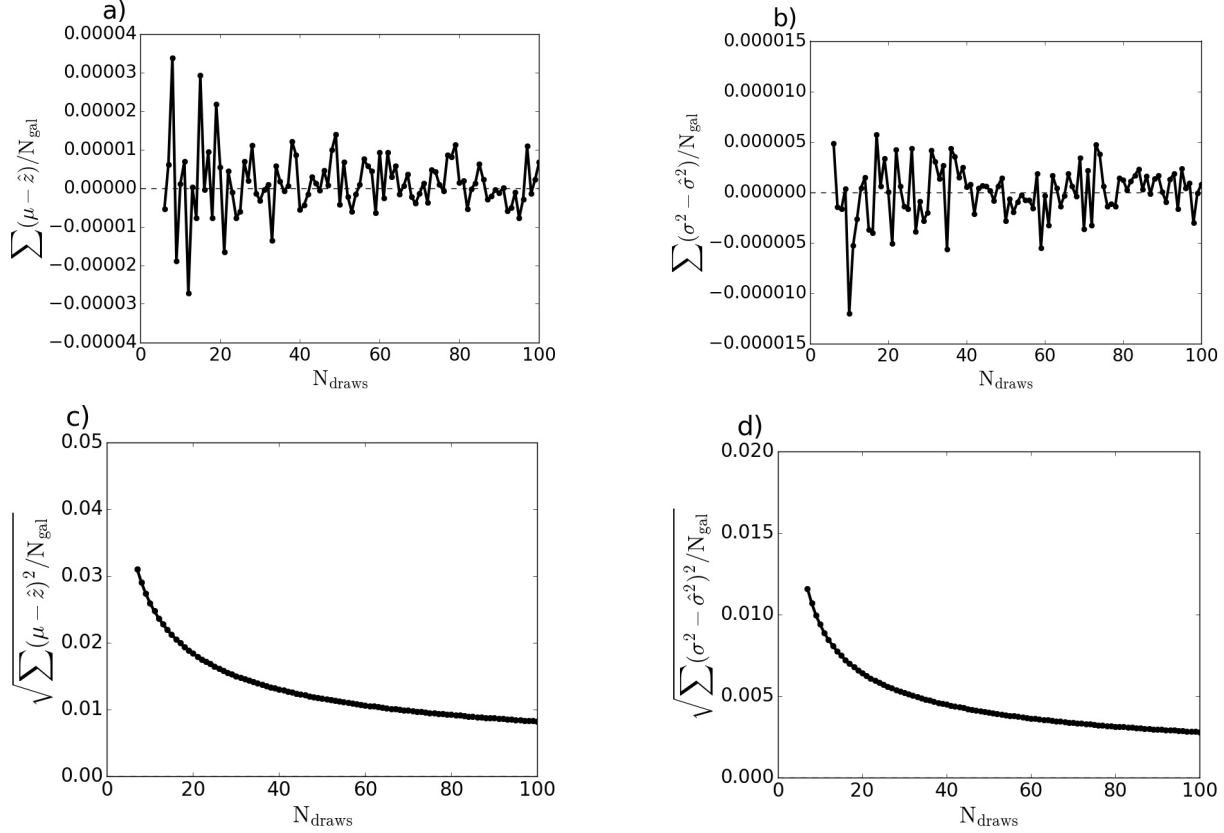 a)
0.00004
0.00003
0.00002
0.00001
0.00000
−0.00001
−0.00002
−0.00003
−0.00004
∑(μ − ẑ)/N_gal
0 20 40 60 80 100
N_draws
b)
0.000015
0.000010
0.000005
0.000000
−0.000005
−0.000010
−0.000015
∑(σ² − σ̂²)/N_gal
0 20 40 60 80 100
N_draws
c)
0.05
0.04
0.03
0.02
0.01
0.00
√∑(μ − ẑ)²/N_gal
0 20 40 60 80 100
N_draws
d)
0.020
0.015
0.010
0.005
0.000
√∑(σ² − σ̂²)²/N_gal
0 20 40 60 80 100
N_draws